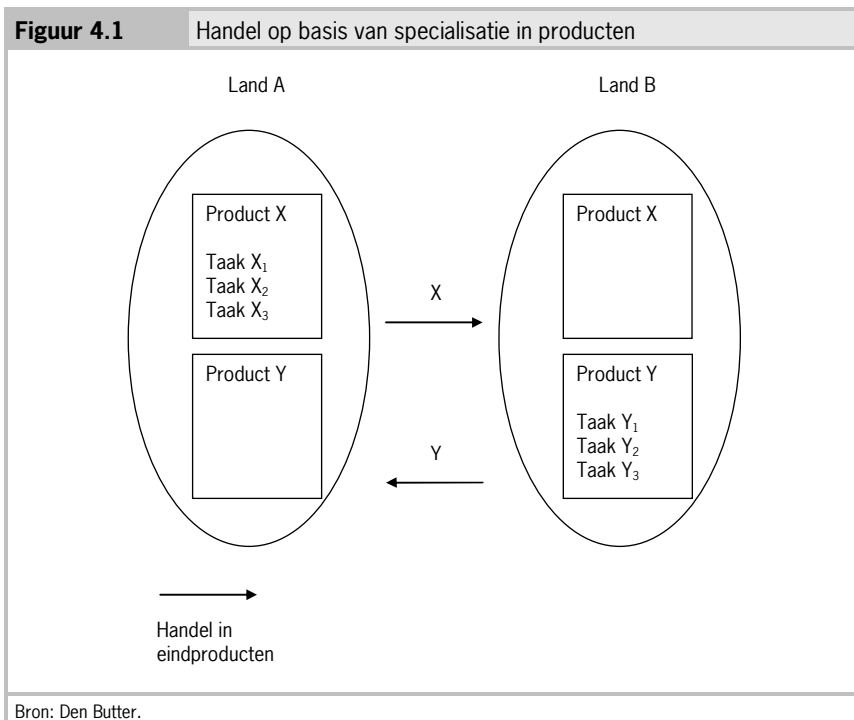 Figuur 4.1 Handel op basis van specialisatie in producten
Land A Land B
Product X
Taak X₁
Taak X₂
Taak X₃
Product Y
X
Y
Product X
Product Y
Taak Y₁
Taak Y₂
Taak Y₃
Handel in
eindproducten
Bron: Den Butter.